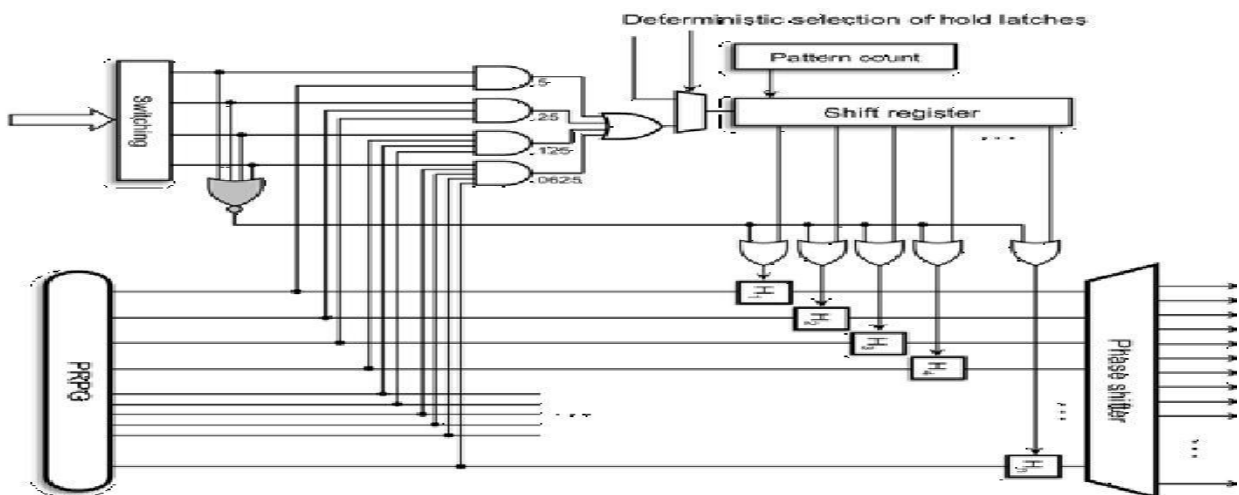 Deterministic selection of hold latches
Pattern count
Switching
.5
.25
.125
.0625
Shift register
. . .
H1
H2
H3
H4
. . .
PRPG
Phase shifter
...
...
Hn